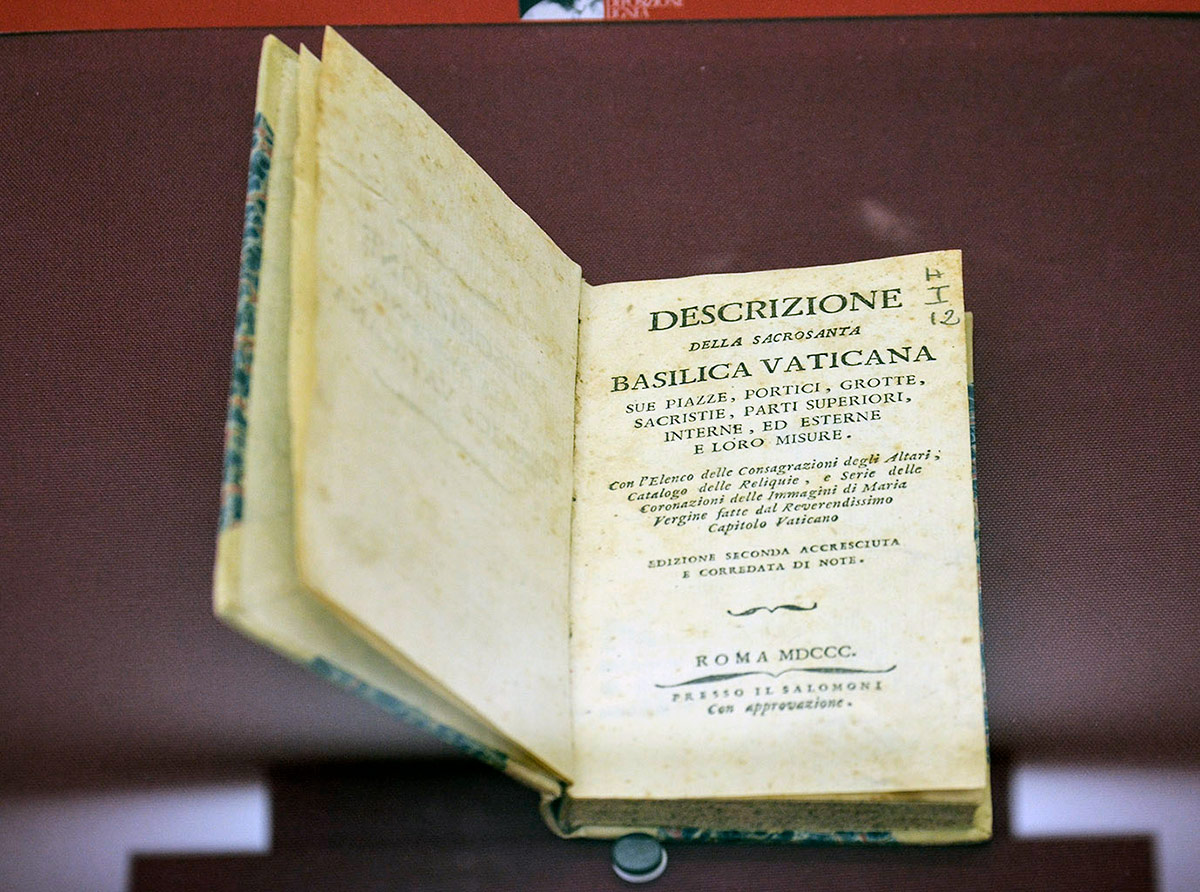 DEPOSIZIONE
H
I
12
DESCRIZIONE
DELLA SACROSANTA
BASILICA VATICANA
SUE PIAZZE, PORTICI, GROTTE,
SACRISTIE, PARTI SUPERIORI,
INTERNE, ED ESTERNE
E LORO MISURE.
Con l'Elenco delle Consagrazioni degli Altari;
Catalogo delle Reliquie, e Serie delle
Coronazioni delle Immagini di Maria
Vergine fatte dal Reverendissimo
Capitolo Vaticano
EDIZIONE SECONDA ACCRESCIUTA
E CORREDATA DI NOTE.
ROMA MDCCC.
PRESSO IL SALOMONI
Con approvazione.